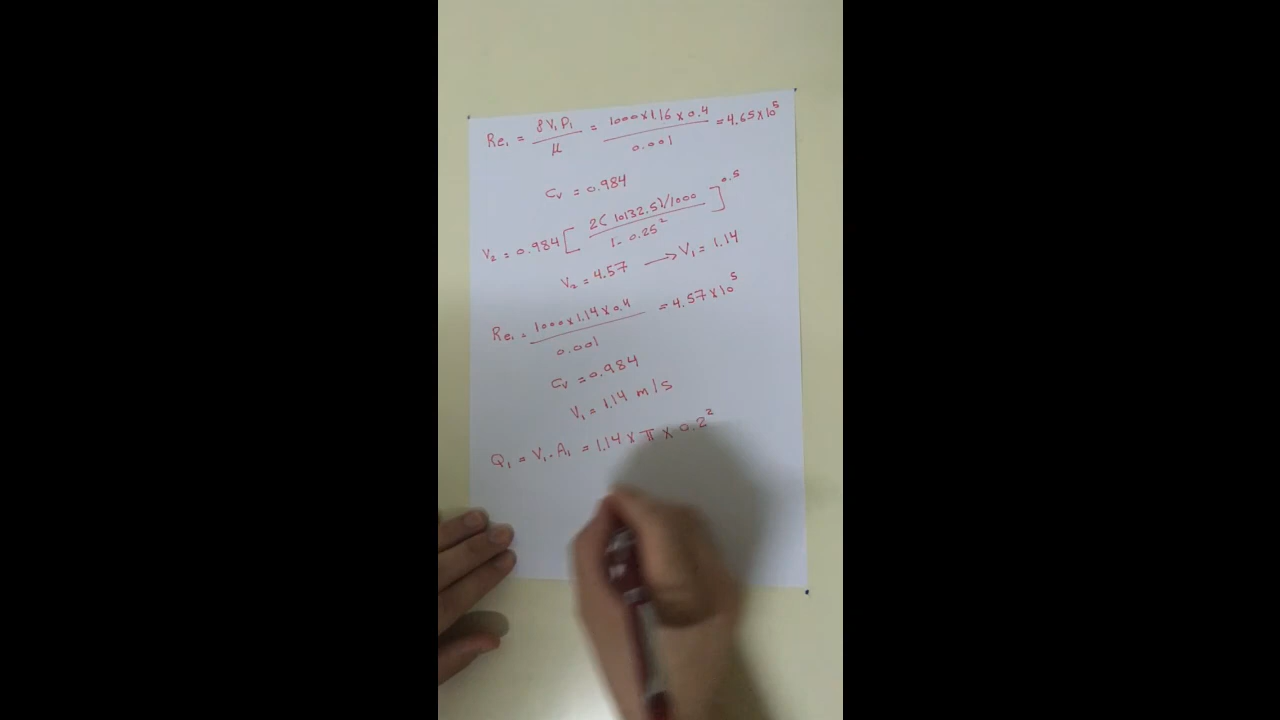 Re₁ = ρV₁D₁/μ = 1000×1.16×0.4/0.001 = 4.65×10⁵
Cv = 0.984
V₂ = 0.984[2(10132.5)/1000/1-0.25²]^0.5
V₂ = 4.57 → V₁ = 1.14
Re₁ = 1000×1.14×0.4/0.001 = 4.57×10⁵
Cv = 0.984
V₁ = 1.14 m/s
Q₁ = V₁.A₁ = 1.14×π×0.2²